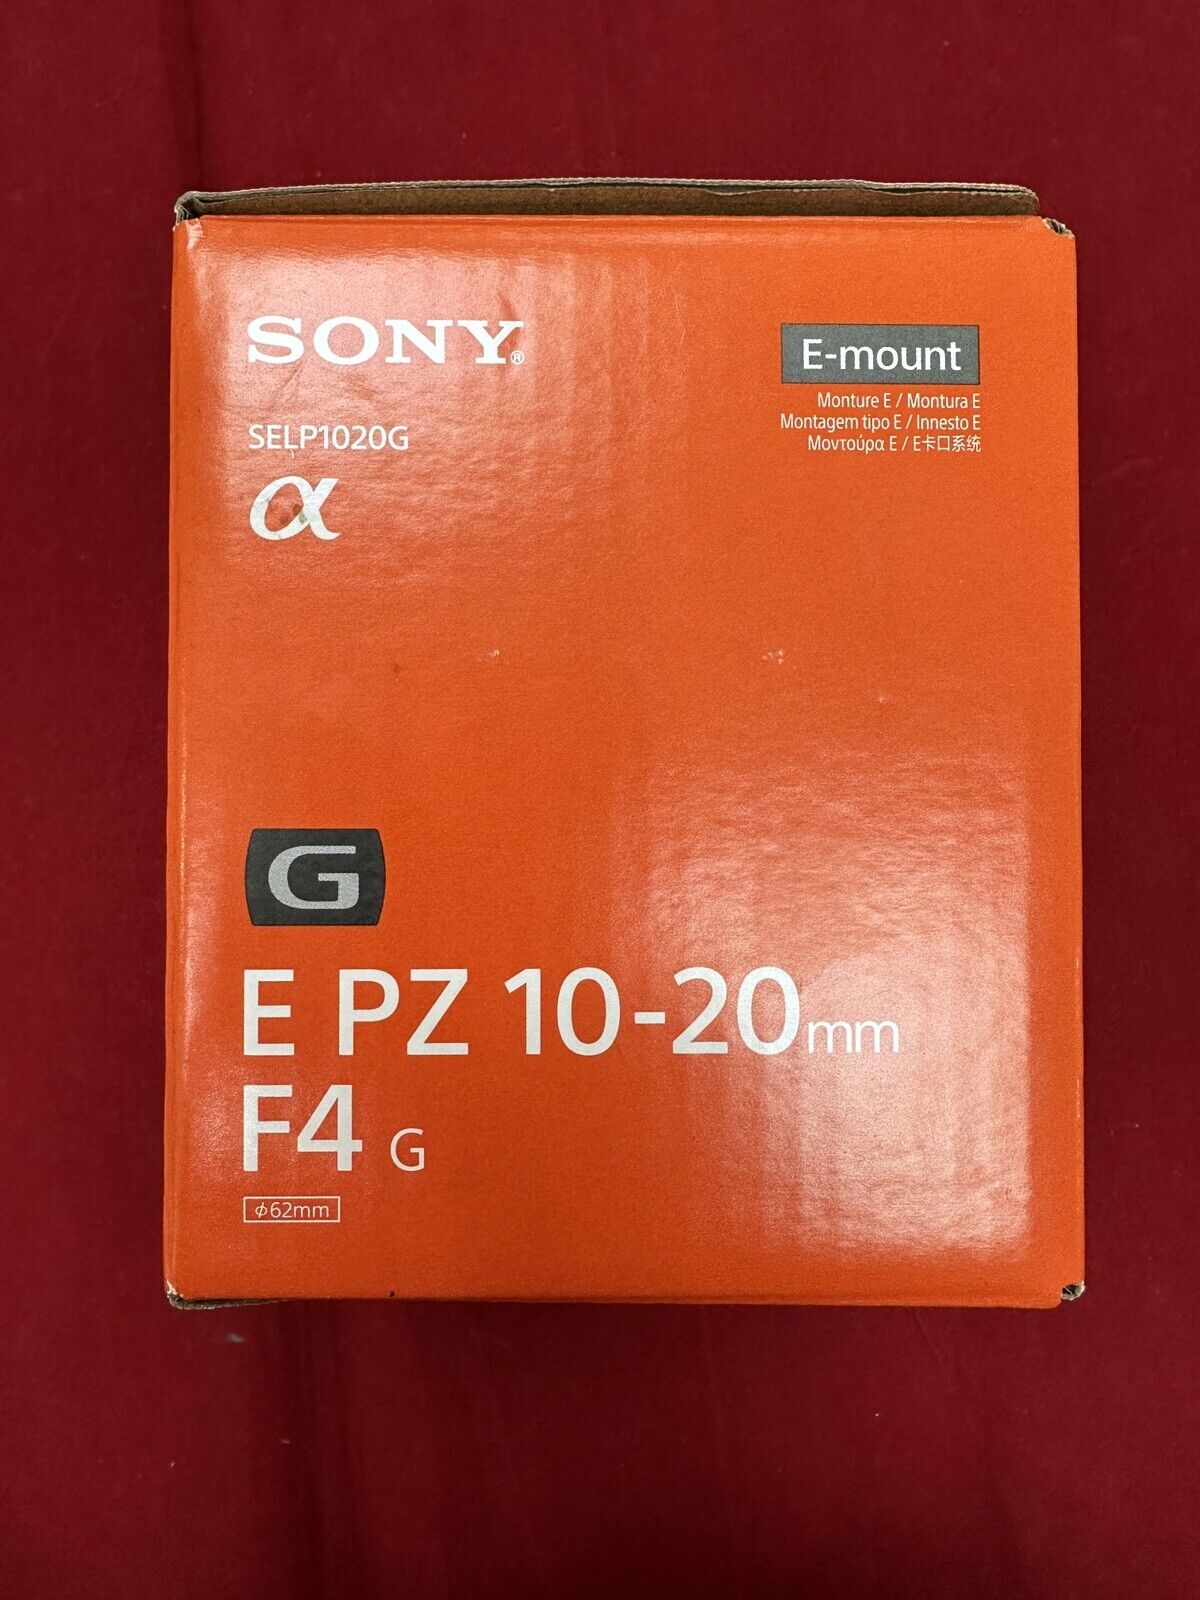 SONY®
E-mount
Monture E / Montura E
Montagem tipo E / Innesto E
Μοντούρα E / E卡口系统
SELP1020G
α
G
E PZ 10-20mm
F4 G
ϕ62mm